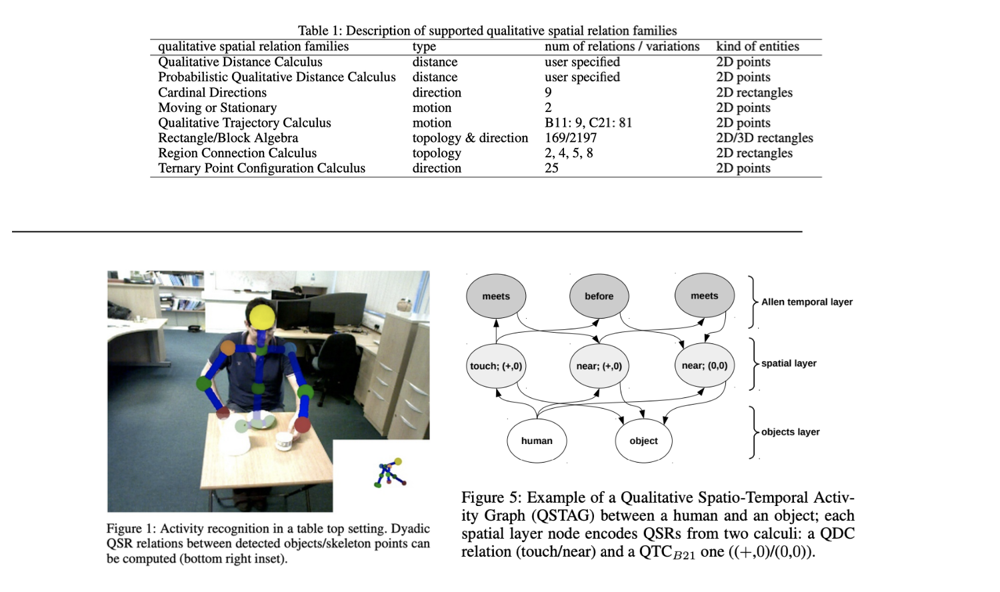 Table 1: Description of supported qualitative spatial relation families
qualitative spatial relation families type num of relations / variations kind of entities
Qualitative Distance Calculus distance user specified 2D points
Probabilistic Qualitative Distance Calculus distance user specified 2D points
Cardinal Directions direction 9 2D rectangles
Moving or Stationary motion 2 2D points
Qualitative Trajectory Calculus motion B11: 9, C21: 81 2D points
Rectangle/Block Algebra topology & direction 169/2197 2D/3D rectangles
Region Connection Calculus topology 2, 4, 5, 8 2D rectangles
Ternary Point Configuration Calculus direction 25 2D points
Figure 1: Activity recognition in a table top setting. Dyadic
QSR relations between detected objects/skeleton points can
be computed (bottom right inset).
meets before meets
Allen temporal layer
touch; (+,0) near; (+,0) near; (0,0)
spatial layer
human object
objects layer
Figure 5: Example of a Qualitative Spatio-Temporal Activ-
ity Graph (QSTAG) between a human and an object; each
spatial layer node encodes QSRs from two calculi: a QDC
relation (touch/near) and a QTC_B21 one ((+,0)/(0,0)).